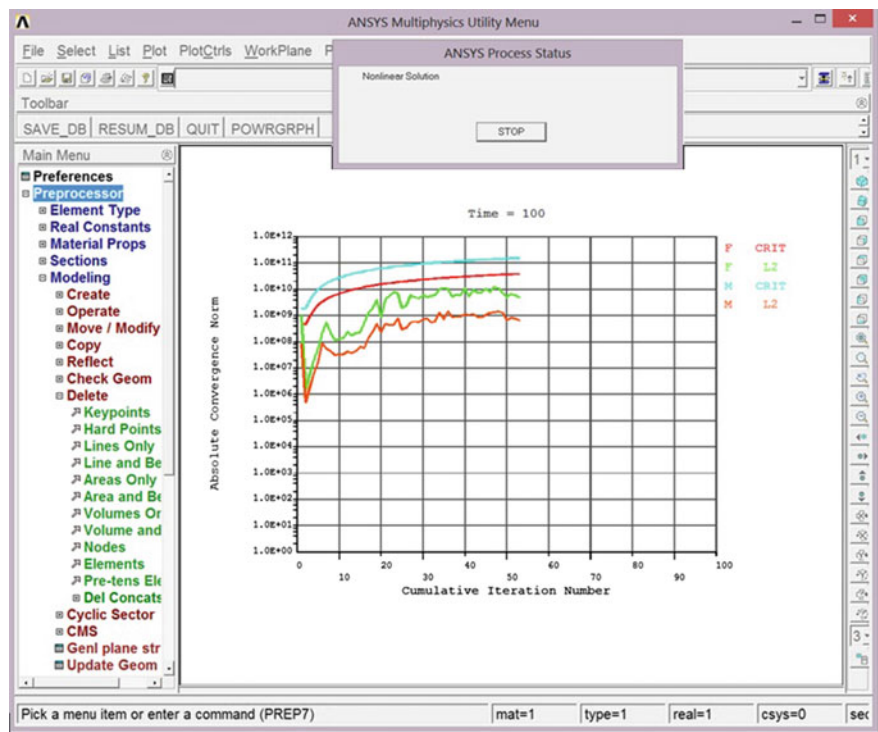 ANSYS Multiphysics Utility Menu
File Select List Plot PlotCtrls WorkPlane P
ANSYS Process Status
Nonlinear Solution
STOP
Toolbar
SAVE_DB RESUM_DB QUIT POWRGRPH
Main Menu
Preferences
Preprocessor
Element Type
Real Constants
Material Props
Sections
Modeling
Create
Operate
Move / Modify
Copy
Reflect
Check Geom
Delete
Keypoints
Hard Points
Lines Only
Line and Be
Areas Only
Area and Be
Volumes Or
Volume and
Nodes
Elements
Pre-tens Ele
Del Concats
Cyclic Sector
CMS
Genl plane str
Update Geom
Time = 100
Absolute Convergence Norm
1.0E+12
1.0E+11
1.0E+10
1.0E+09
1.0E+08
1.0E+07
1.0E+06
1.0E+05
1.0E+04
1.0E+03
1.0E+02
1.0E+01
1.0E+00
0 10 20 30 40 50 60 70 80 90 100
Cumulative Iteration Number
F CRIT
F L2
M CRIT
M L2
1
3
Pick a menu item or enter a command (PREP7) mat=1 type=1 real=1 csys=0 sec